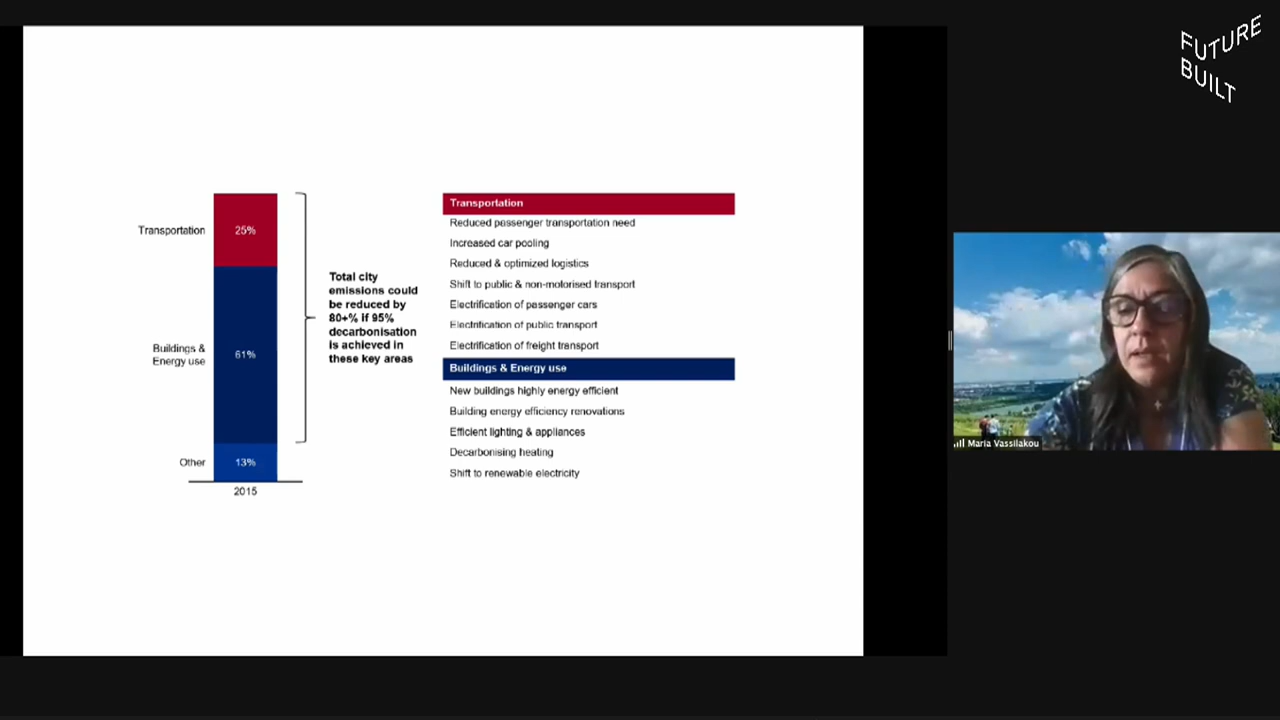 FUTURE
BUILT
Transportation
25%
Buildings &
Energy use
61%
Other
13%
2015
Total city
emissions could
be reduced by
80+% if 95%
decarbonisation
is achieved in
these key areas
Transportation
Reduced passenger transportation need
Increased car pooling
Reduced & optimized logistics
Shift to public & non-motorised transport
Electrification of passenger cars
Electrification of public transport
Electrification of freight transport
Buildings & Energy use
New buildings highly energy efficient
Building energy efficiency renovations
Efficient lighting & appliances
Decarbonising heating
Shift to renewable electricity
Maria Vassilakou